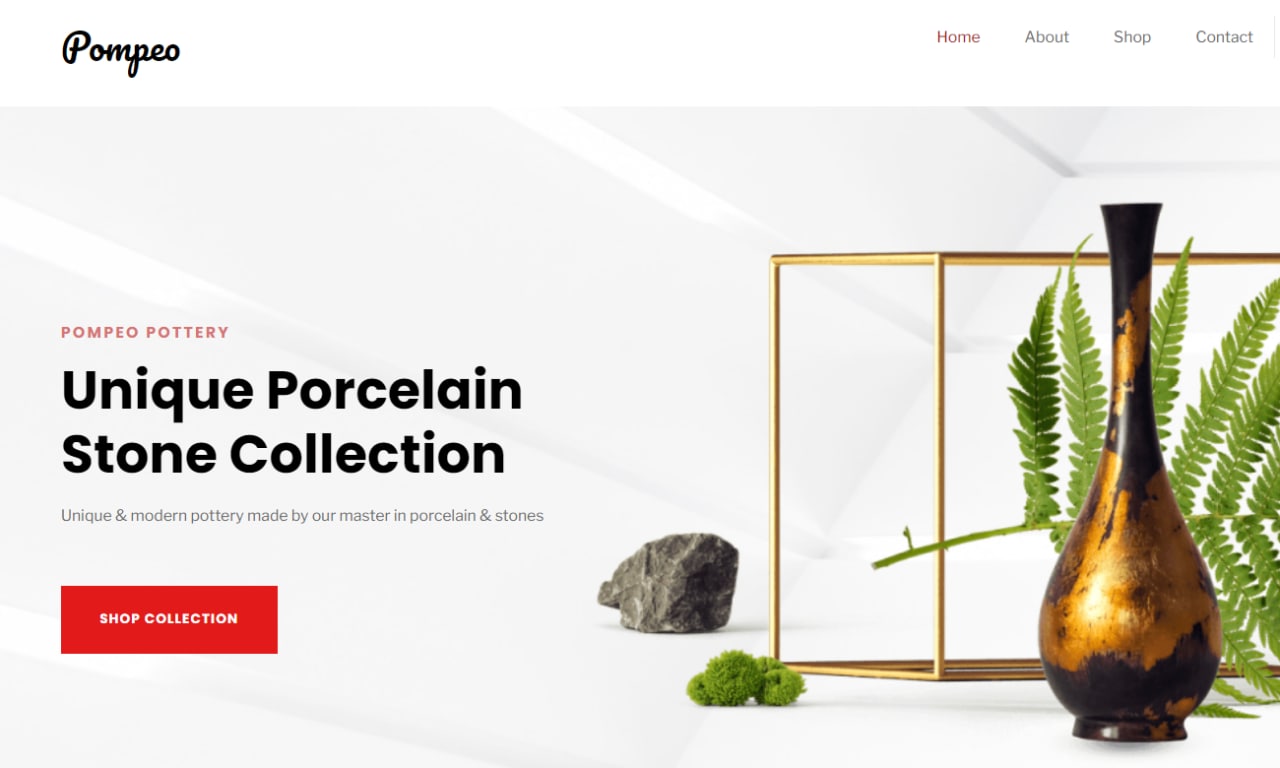 Pompeo
Home About Shop Contact
POMPEO POTTERY
Unique Porcelain
Stone Collection
Unique & modern pottery made by our master in porcelain & stones
SHOP COLLECTION